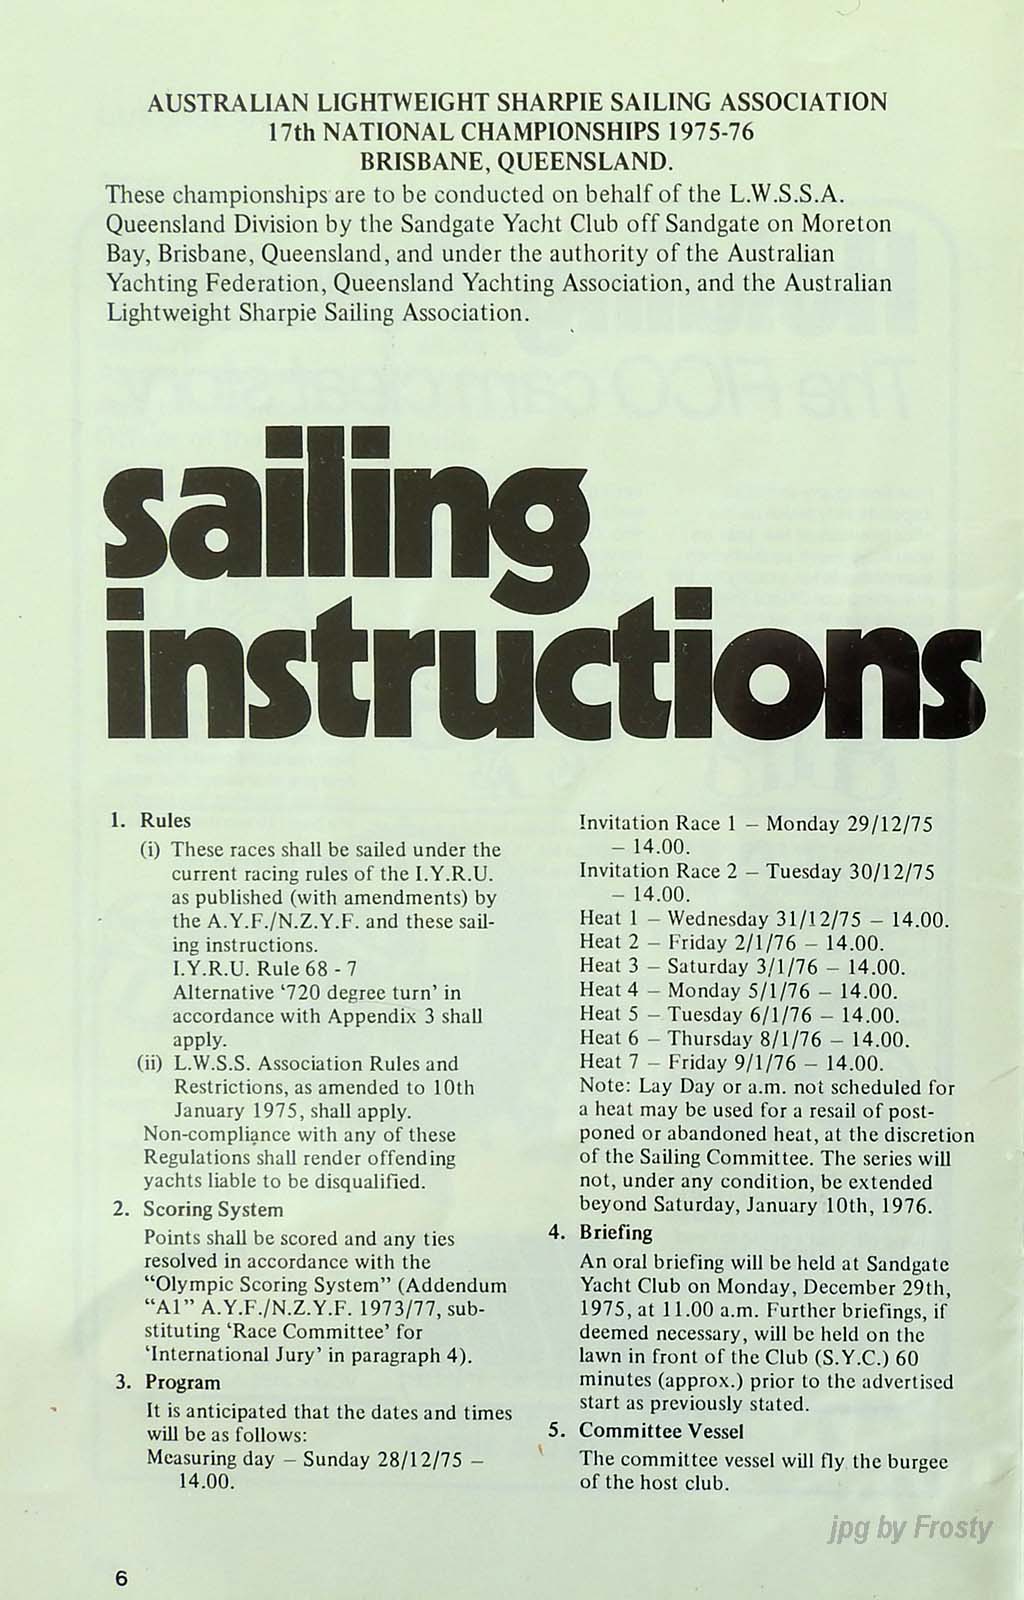 AUSTRALIAN LIGHTWEIGHT SHARPIE SAILING ASSOCIATION
17th NATIONAL CHAMPIONSHIPS 1975-76
BRISBANE, QUEENSLAND.
These championships are to be conducted on behalf of the L.W.S.S.A.
Queensland Division by the Sandgate Yacht Club off Sandgate on Moreton
Bay, Brisbane, Queensland, and under the authority of the Australian
Yachting Federation, Queensland Yachting Association, and the Australian
Lightweight Sharpie Sailing Association.
sailing
instructions
1. Rules
(i) These races shall be sailed under the
current racing rules of the I.Y.R.U.
as published (with amendments) by
the A.Y.F./N.Z.Y.F. and these sail-
ing instructions.
I.Y.R.U. Rule 68 - 7
Alternative ‘720 degree turn’ in
accordance with Appendix 3 shall
apply.
(ii) L.W.S.S. Association Rules and
Restrictions, as amended to 10th
January 1975, shall apply.
Non-compliance with any of these
Regulations shall render offending
yachts liable to be disqualified.
2. Scoring System
Points shall be scored and any ties
resolved in accordance with the
“Olympic Scoring System” (Addendum
“A1” A.Y.F./N.Z.Y.F. 1973/77, sub-
stituting ‘Race Committee’ for
‘International Jury’ in paragraph 4).
3. Program
It is anticipated that the dates and times
will be as follows:
Measuring day – Sunday 28/12/75 –
14.00.
Invitation Race 1 – Monday 29/12/75
– 14.00.
Invitation Race 2 – Tuesday 30/12/75
– 14.00.
Heat 1 – Wednesday 31/12/75 – 14.00.
Heat 2 – Friday 2/1/76 – 14.00.
Heat 3 – Saturday 3/1/76 – 14.00.
Heat 4 – Monday 5/1/76 – 14.00.
Heat 5 – Tuesday 6/1/76 – 14.00.
Heat 6 – Thursday 8/1/76 – 14.00.
Heat 7 – Friday 9/1/76 – 14.00.
Note: Lay Day or a.m. not scheduled for
a heat may be used for a resail of post-
poned or abandoned heat, at the discretion
of the Sailing Committee. The series will
not, under any condition, be extended
beyond Saturday, January 10th, 1976.
4. Briefing
An oral briefing will be held at Sandgate
Yacht Club on Monday, December 29th,
1975, at 11.00 a.m. Further briefings, if
deemed necessary, will be held on the
lawn in front of the Club (S.Y.C.) 60
minutes (approx.) prior to the advertised
start as previously stated.
5. Committee Vessel
The committee vessel will fly the burgee
of the host club.
jpg by Frosty
6